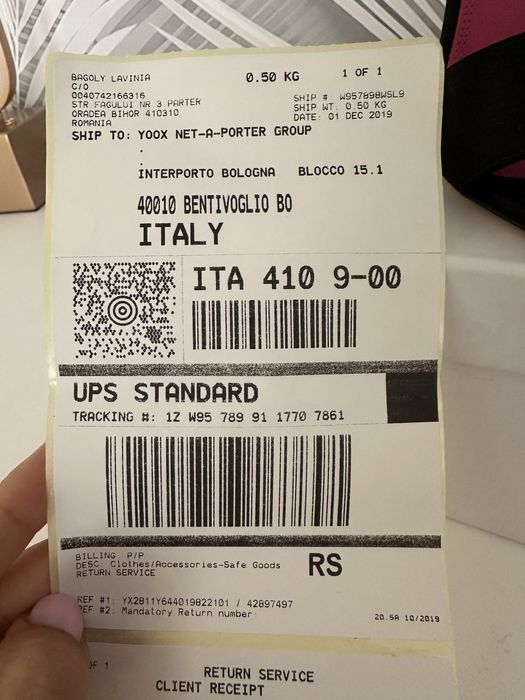 BAGOLY LAVINIA
0.50 KG
1 OF 1
C/O
0040742166316
STR FAGULUI NR 3 PARTER
ORADEA BIHOR 410310
ROMANIA
SHIP #: W957898W5L9
SHIP WT: 0.50 KG
DATE: 01 DEC 2019
SHIP TO: YOOX NET-A-PORTER GROUP
.
.
INTERPORTO BOLOGNA BLOCCO 15.1
40010 BENTIVOGLIO BO
ITALY
ITA 410 9-00
UPS STANDARD
TRACKING #: 1Z W95 789 91 1770 7861
BILLING: P/P
DESC: Clothes/Accessories-Safe Goods
RETURN SERVICE
RS
REF #1: YX2811Y644019822101 / 42897497
REF #2: Mandatory Return number:
20.5A 10/2019
OF 1
RETURN SERVICE
CLIENT RECEIPT